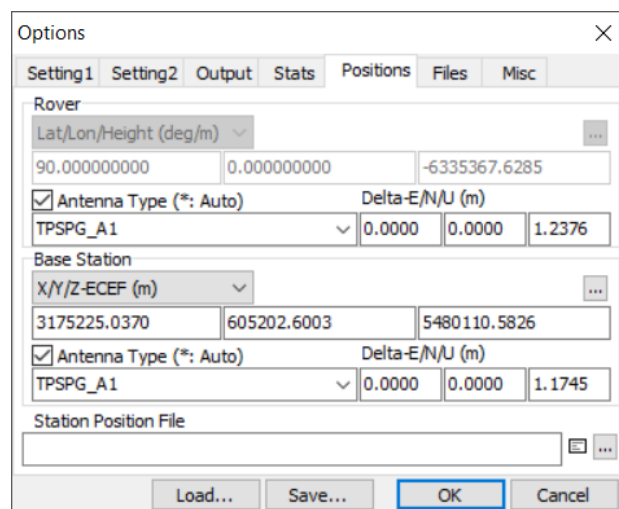 Options
Setting1 Setting2 Output Stats Positions Files Misc
Rover
Lat/Lon/Height (deg/m) ...
90.000000000 0.000000000 -6335367.6285
Antenna Type (*: Auto) Delta-E/N/U (m)
TPSPG_A1 0.0000 0.0000 1.2376
Base Station
X/Y/Z-ECEF (m) ...
3175225.0370 605202.6003 5480110.5826
Antenna Type (*: Auto) Delta-E/N/U (m)
TPSPG_A1 0.0000 0.0000 1.1745
Station Position File
...
Load... Save... OK Cancel